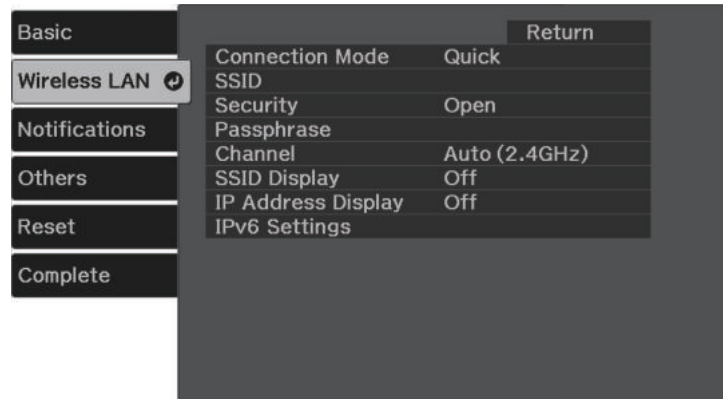 Basic
Wireless LAN
Notifications
Others
Reset
Complete
Return
Connection Mode Quick
SSID
Security Open
Passphrase
Channel Auto (2.4GHz)
SSID Display Off
IP Address Display Off
IPv6 Settings